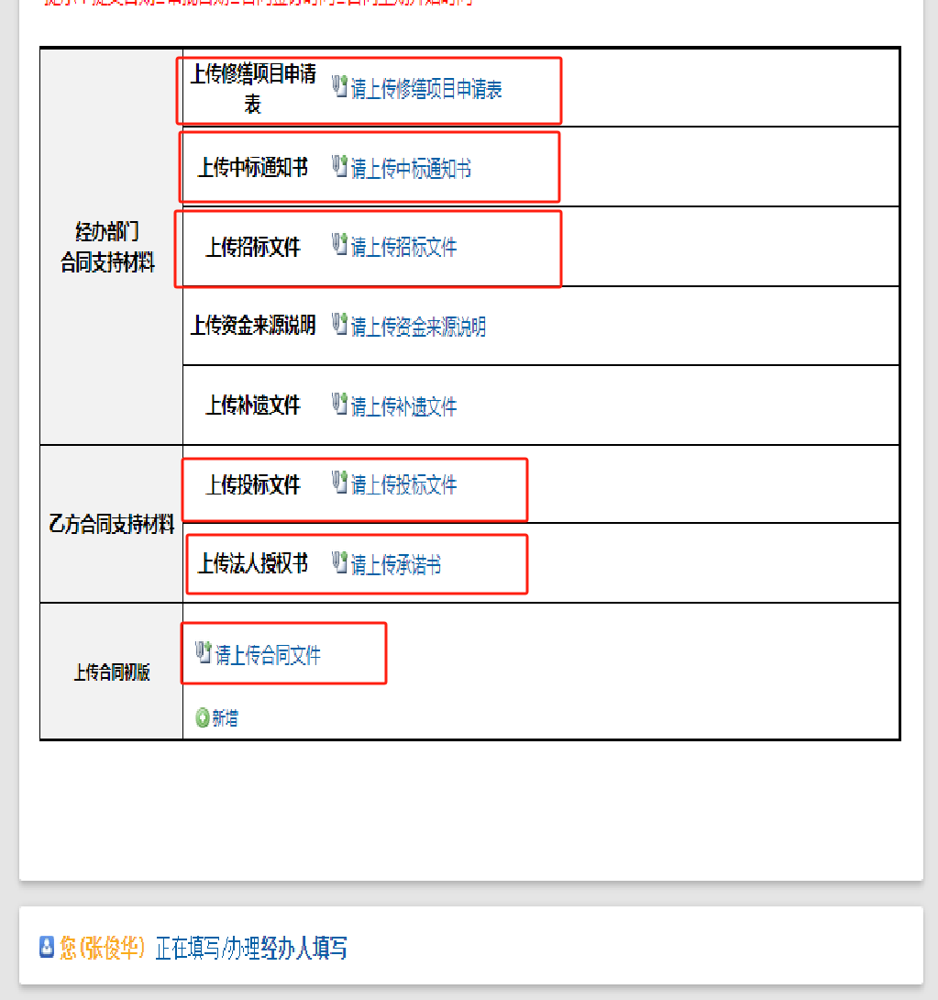 上传修缮项目申请
表
请上传修缮项目申请表
上传中标通知书
请上传中标通知书
经办部门
合同支持材料
上传招标文件
请上传招标文件
上传资金来源说明
请上传资金来源说明
上传补遗文件
请上传补遗文件
上传投标文件
请上传投标文件
乙方合同支持材料
上传法人授权书
请上传承诺书
请上传合同文件
上传合同初版
新增
您(张俊华) 正在填写/办理经办人填写